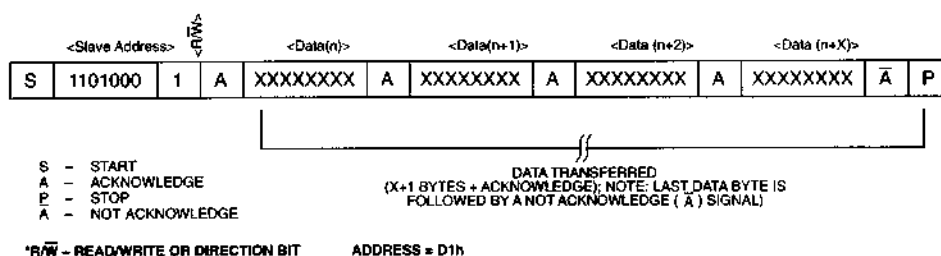 <Slave Address> <R/W̅> <Data(n)> <Data(n+1)> <Data (n+2)> <Data (n+X)>
S 1101000 1 A XXXXXXXX A XXXXXXXX A XXXXXXXX A XXXXXXXX A̅ P
S – START
A – ACKNOWLEDGE
P – STOP
A̅ – NOT ACKNOWLEDGE
DATA TRANSFERRED
(X+1 BYTES + ACKNOWLEDGE); NOTE: LAST DATA BYTE IS
FOLLOWED BY A NOT ACKNOWLEDGE ( A̅ ) SIGNAL)
*R/W̅ – READ/WRITE OR DIRECTION BIT ADDRESS = D1h